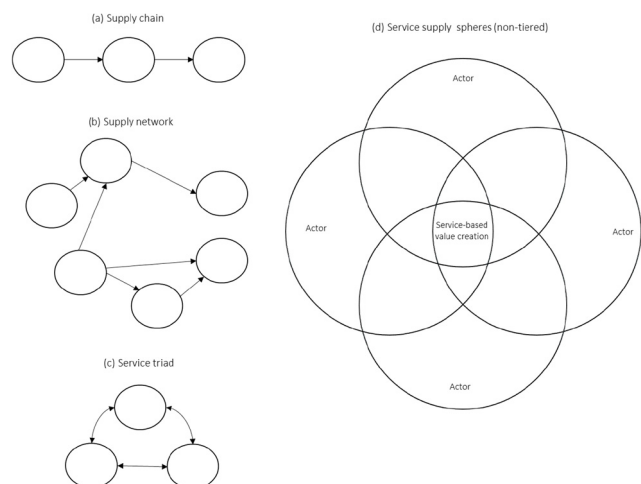 (a) Supply chain
(b) Supply network
(c) Service triad
(d) Service supply spheres (non-tiered)
Actor
Actor
Service-based
value creation
Actor
Actor